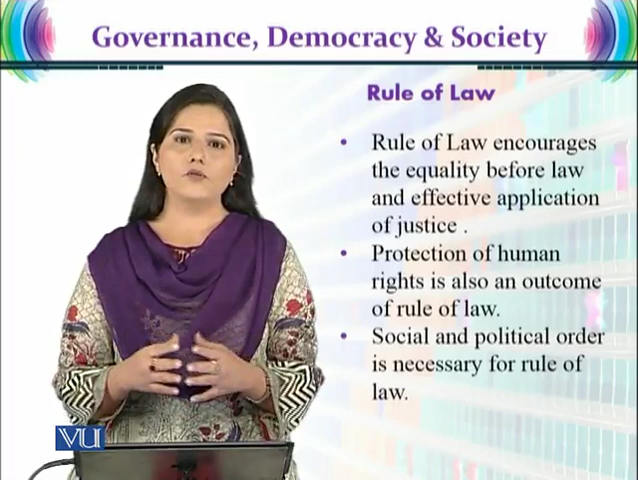 Governance, Democracy & Society
Rule of Law
• Rule of Law encourages
the equality before law
and effective application
of justice .
• Protection of human
rights is also an outcome
of rule of law.
• Social and political order
is necessary for rule of
law.
VU